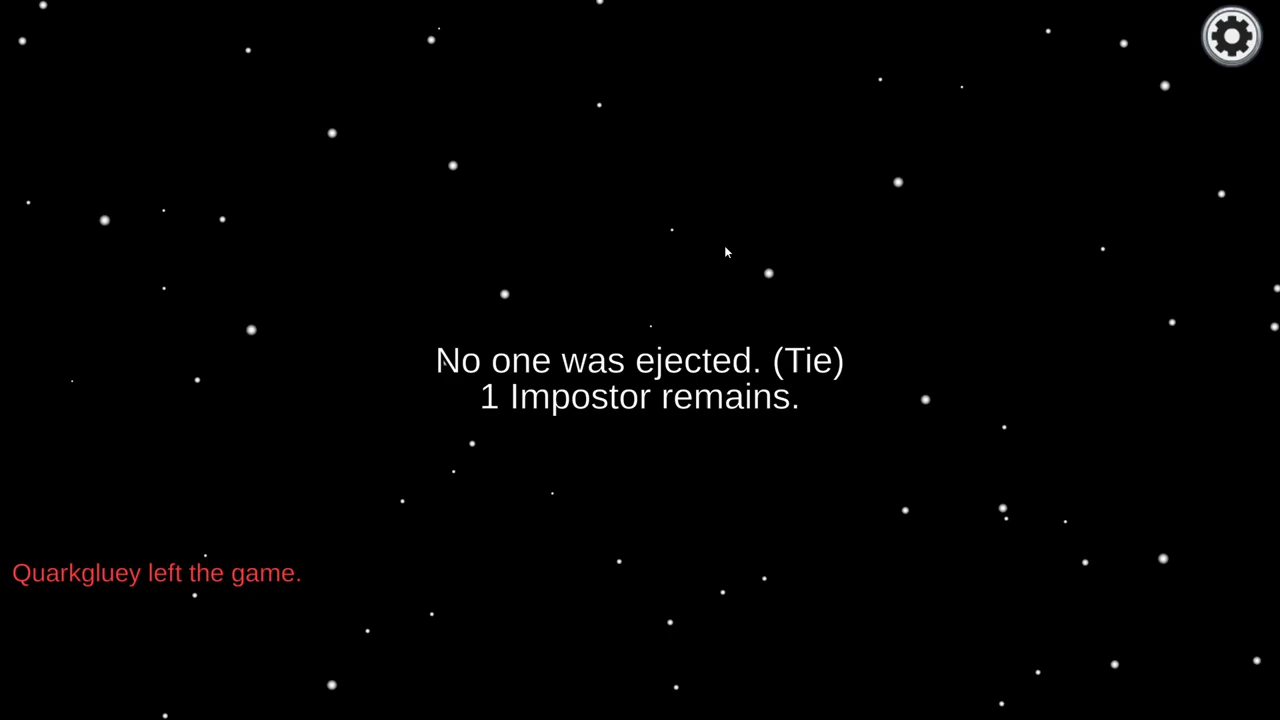 No one was ejected. (Tie)
1 Impostor remains.
Quarkgluey left the game.